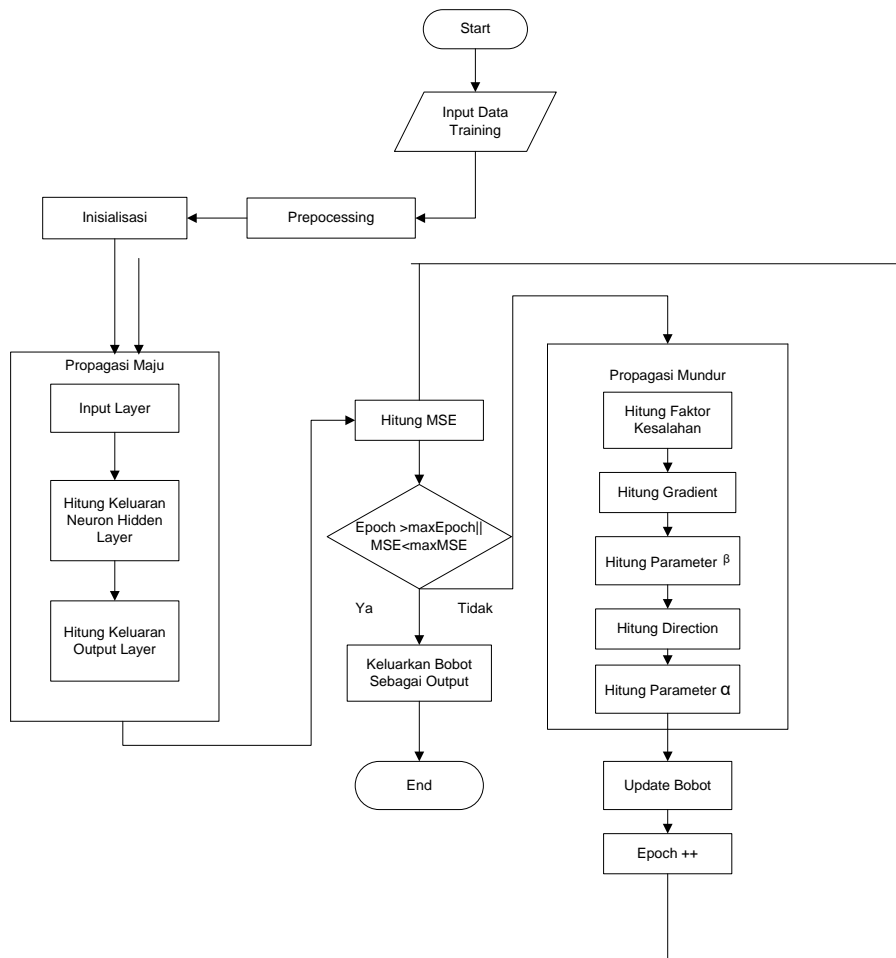 Start
Input Data
Training
Prepocessing
Inisialisasi
Propagasi Maju
Input Layer
Hitung Keluaran
Neuron Hidden
Layer
Hitung Keluaran
Output Layer
Hitung MSE
Epoch >maxEpoch||
MSE<maxMSE
Ya
Tidak
Keluarkan Bobot
Sebagai Output
End
Propagasi Mundur
Hitung Faktor
Kesalahan
Hitung Gradient
Hitung Parameter β
Hitung Direction
Hitung Parameter α
Update Bobot
Epoch ++